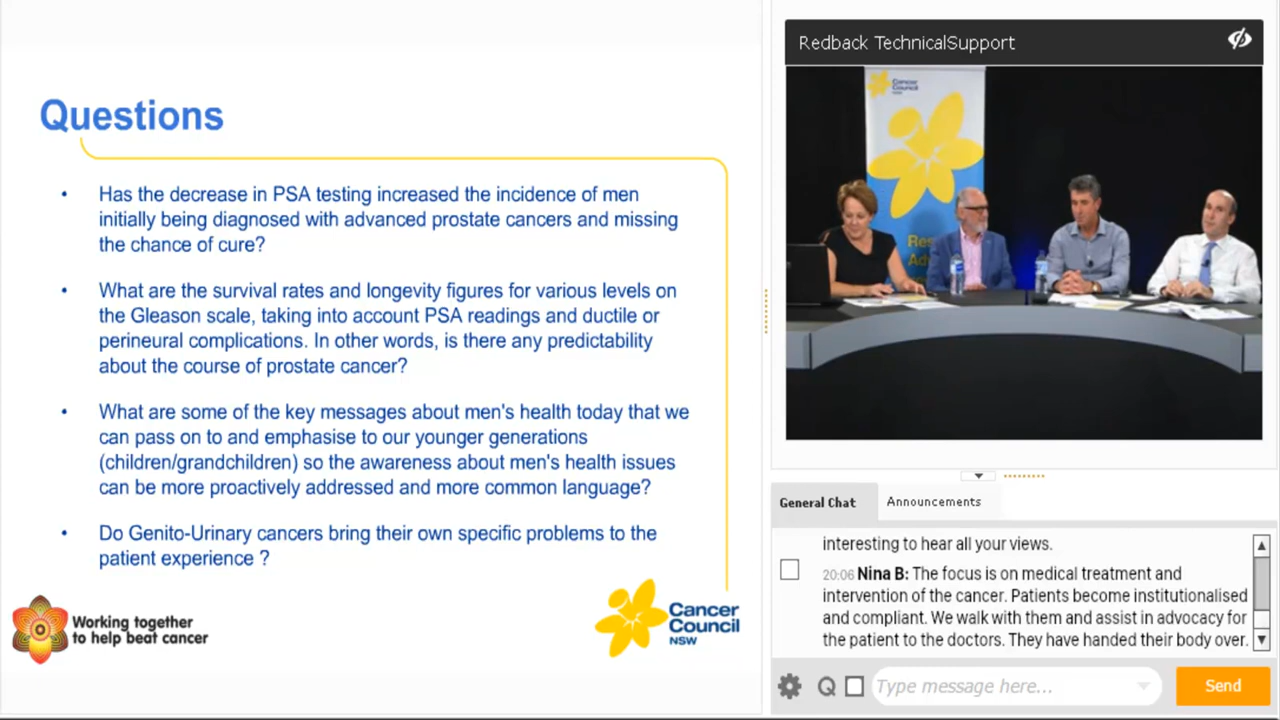 Questions
• Has the decrease in PSA testing increased the incidence of men
initially being diagnosed with advanced prostate cancers and missing
the chance of cure?
• What are the survival rates and longevity figures for various levels on
the Gleason scale, taking into account PSA readings and ductile or
perineural complications. In other words, is there any predictability
about the course of prostate cancer?
• What are some of the key messages about men's health today that we
can pass on to and emphasise to our younger generations
(children/grandchildren) so the awareness about men's health issues
can be more proactively addressed and more common language?
• Do Genito-Urinary cancers bring their own specific problems to the
patient experience ?
Working together
to help beat cancer
Cancer
Council
NSW
Redback TechnicalSupport
Cancer
Council
NSW
General Chat
Announcements
interesting to hear all your views.
20:06 Nina B: The focus is on medical treatment and
intervention of the cancer. Patients become institutionalised
and compliant. We walk with them and assist in advocacy for
the patient to the doctors. They have handed their body over.
Q
Type message here...
Send